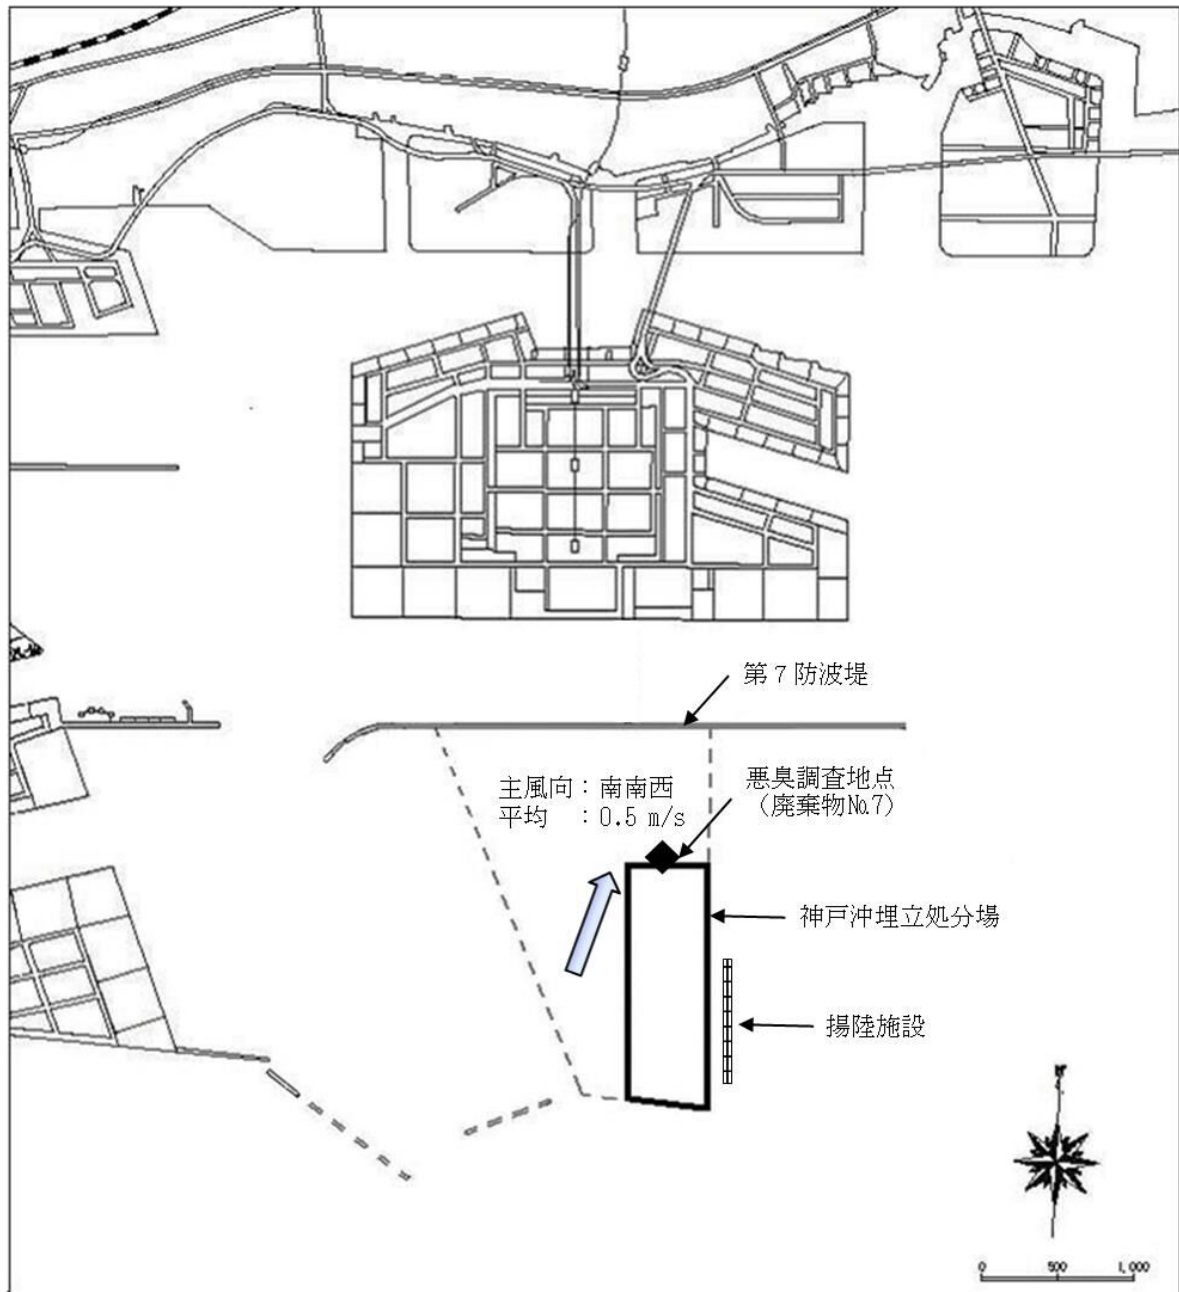 第7防波堤
主風向：南南西
平均　：0.5 m/s
悪臭調査地点
（廃棄物№7）
神戸沖埋立処分場
揚陸施設
N
0 500 1,000